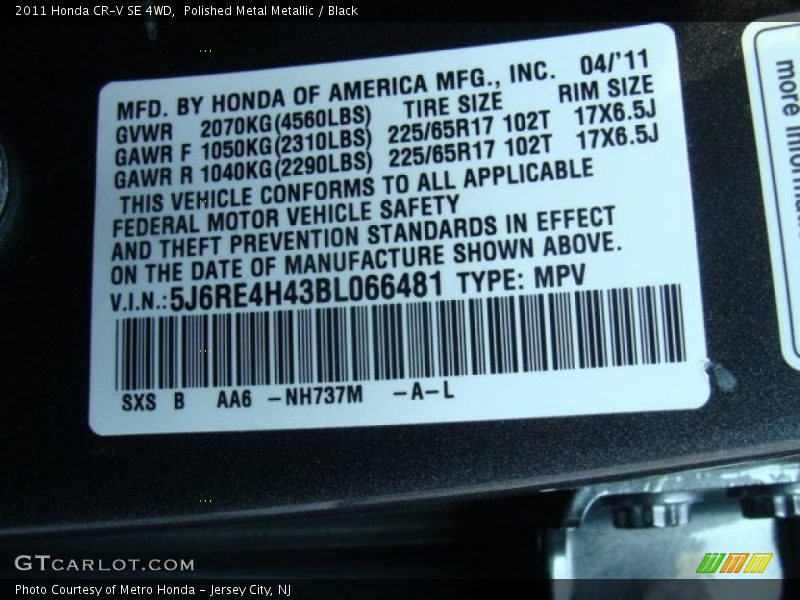 2011 Honda CR-V SE 4WD,  Polished Metal Metallic / Black
MFD. BY HONDA OF AMERICA MFG., INC. 04/'11
GVWR 2070KG(4560LBS) TIRE SIZE RIM SIZE
GAWR F 1050KG(2310LBS) 225/65R17 102T 17X6.5J
GAWR R 1040KG(2290LBS) 225/65R17 102T 17X6.5J
THIS VEHICLE CONFORMS TO ALL APPLICABLE
FEDERAL MOTOR VEHICLE SAFETY
AND THEFT PREVENTION STANDARDS IN EFFECT
ON THE DATE OF MANUFACTURE SHOWN ABOVE.
V.I.N.:5J6RE4H43BL066481 TYPE: MPV
SXS B AA6 -NH737M -A-L
more
GTCARLOT.COM
Photo Courtesy of Metro Honda - Jersey City, NJ